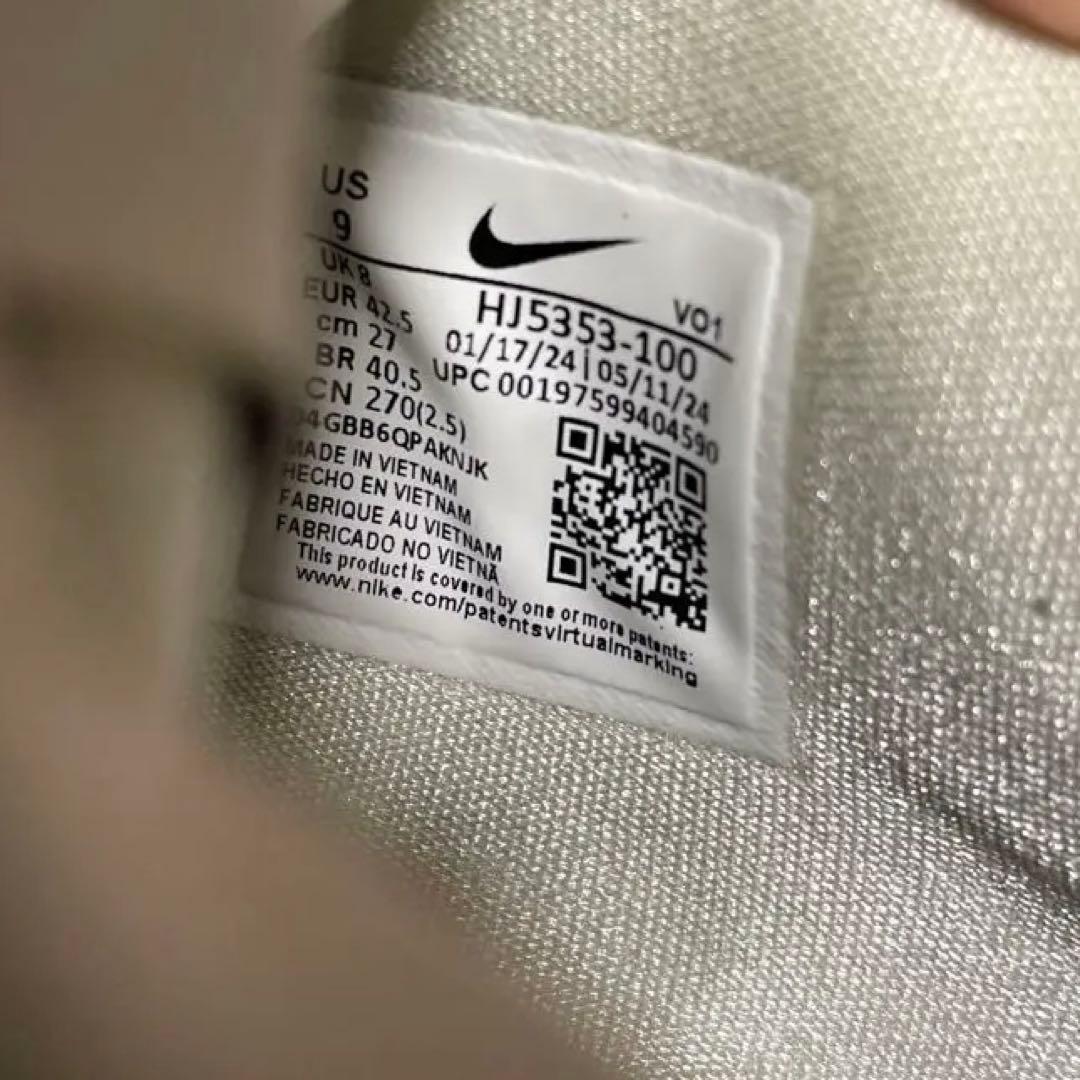 US
9
UK 8
EUR 42.5
cm 27
BR 40.5
CN 270(2.5)
04GBB6QPAKNJK
MADE IN VIETNAM
HECHO EN VIETNAM
FABRIQUE AU VIETNAM
FABRICADO NO VIETNÃ
VO1
HJ5353-100
01/17/24|05/11/24
UPC 00197599404590
This product is covered by one or more patents:
www.nike.com/patentsvirtualmarking